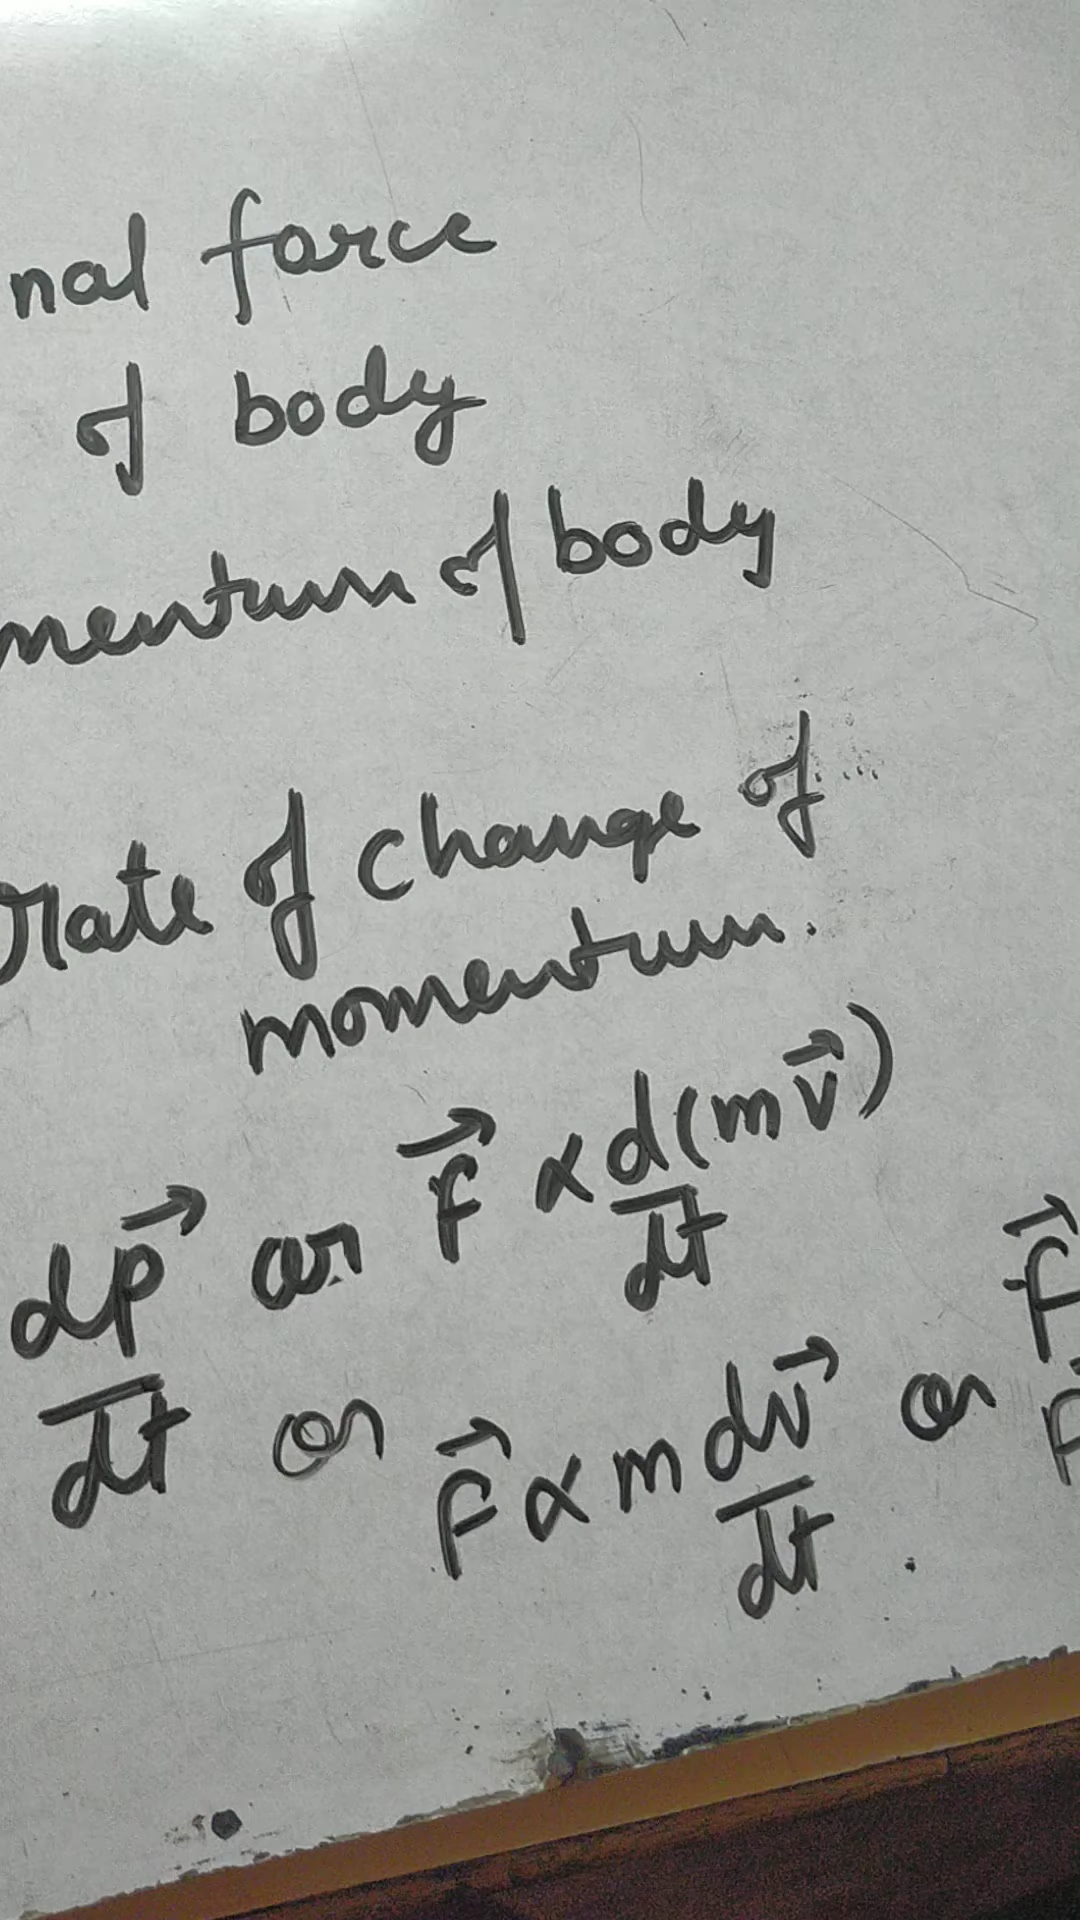 nal force
of body
mentum of body
rate of change of
momentum.
dp⃗/dt or F⃗ ∝ d(mv⃗)/dt
or F⃗ ∝ m dv⃗/dt or F⃗